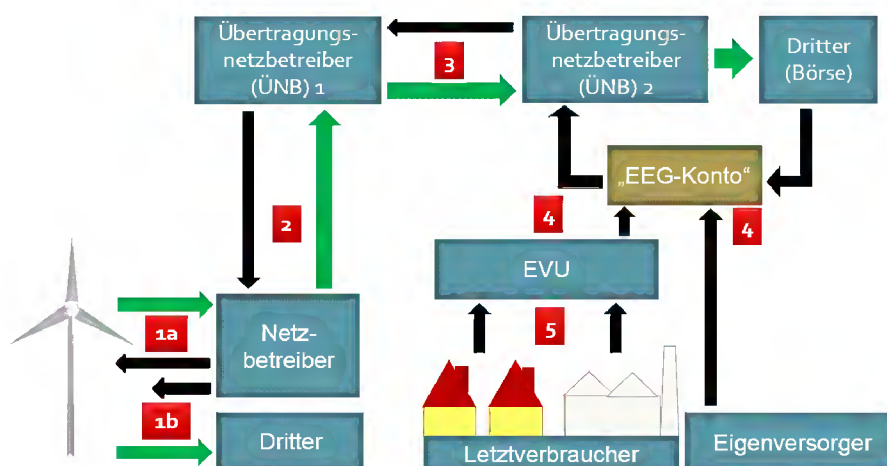 Übertragungs-
netzbetreiber
(ÜNB) 1
3
Übertragungs-
netzbetreiber
(ÜNB) 2
Dritter
(Börse)
„EEG-Konto“
2
4
4
EVU
1a
Netz-
betreiber
5
1b
Dritter
Letztverbraucher
Eigenversorger